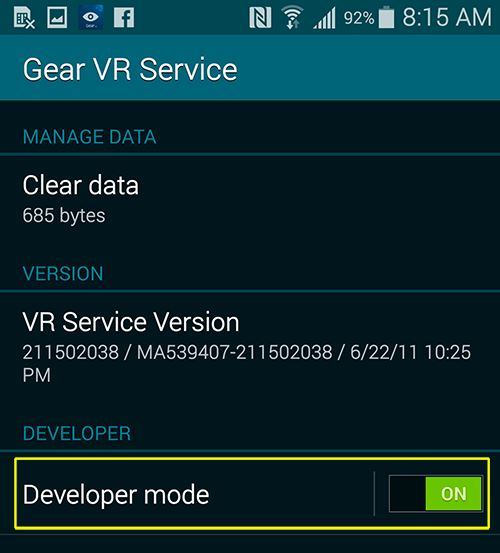 92% 8:15 AM
Gear VR Service
MANAGE DATA
Clear data
685 bytes
VERSION
VR Service Version
211502038 / MA539407-211502038 / 6/22/11 10:25
PM
DEVELOPER
Developer mode
ON